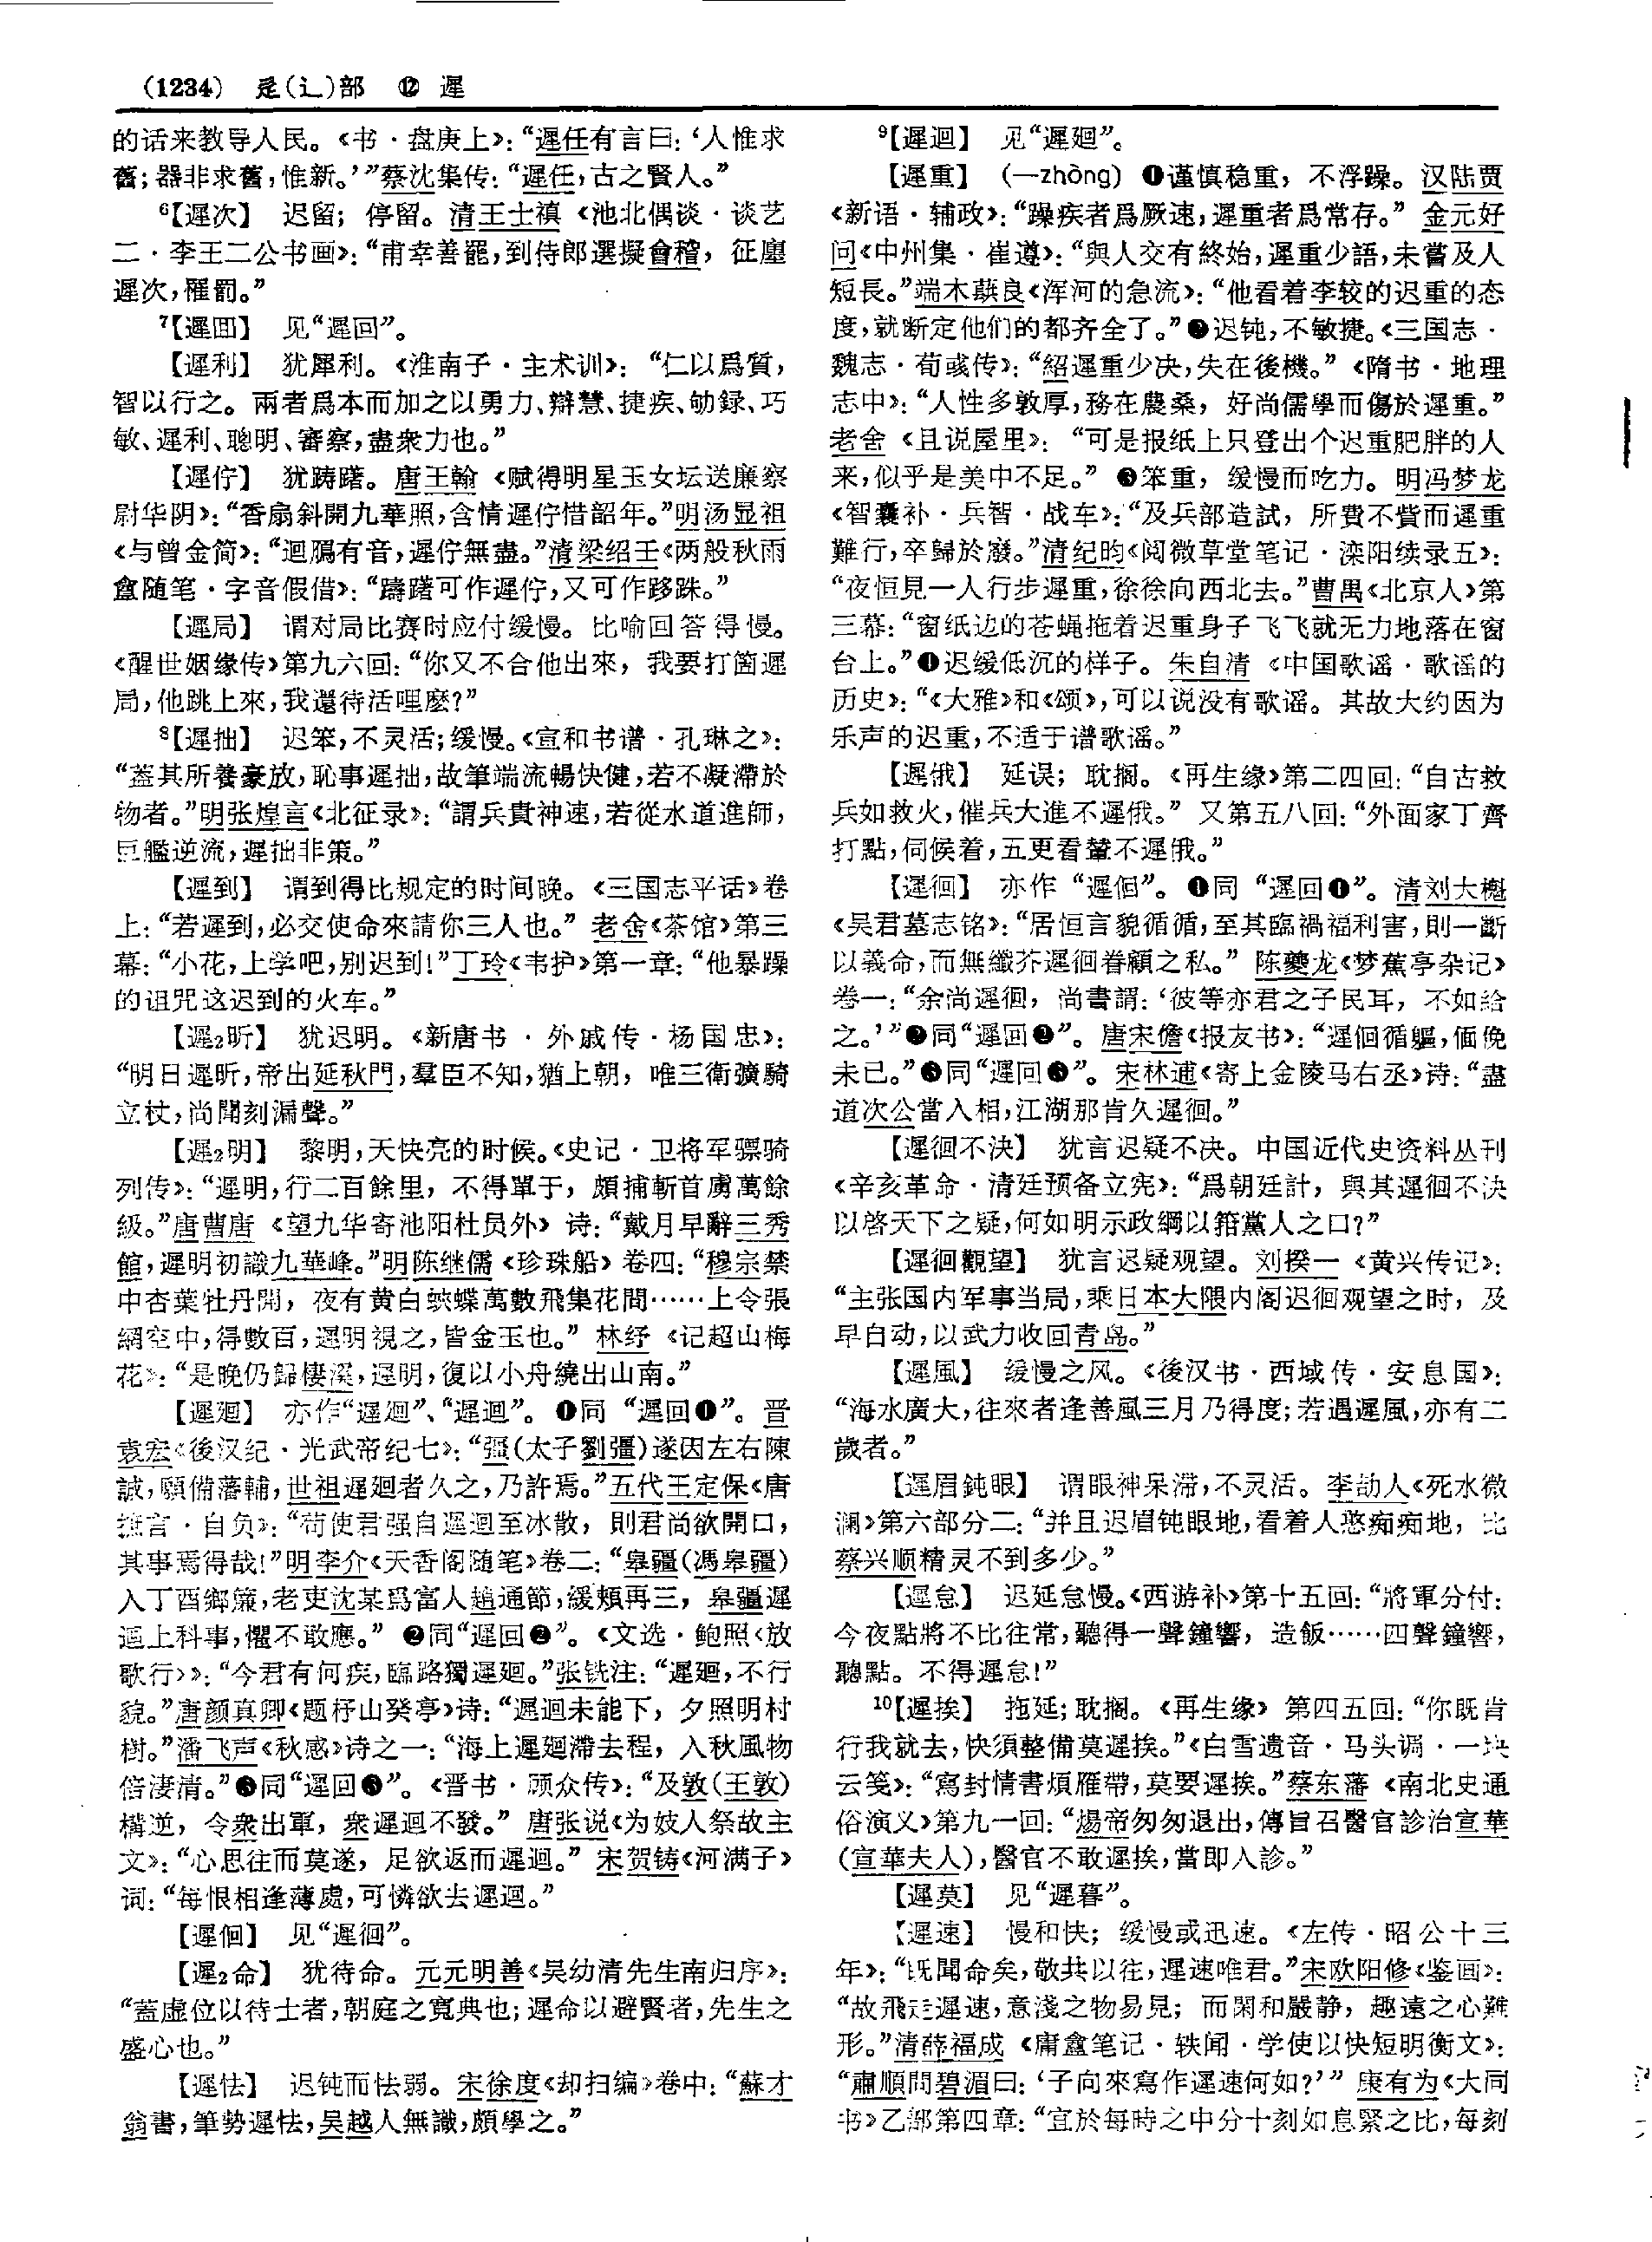 (1234) 辵(辶)部 ⑫ 遲
的话来教导人民。《书·盘庚上》：“遲任有言曰：‘人惟求
舊；器非求舊，惟新。’”蔡沈集传：“遲任，古之賢人。”
⁶【遲次】 迟留；停留。清王士禛《池北偶谈·谈艺
二·李王二公书画》：“甫幸善罷，到侍郎選擬會稽，征廛
遲次，罹罰。”
⁷【遲囬】 见“遲回”。
【遲利】 犹犀利。《淮南子·主术训》：“仁以爲質，
智以行之。兩者爲本而加之以勇力、辯慧、捷疾、劬録、巧
敏、遲利、聰明、審察，盡衆力也。”
【遲佇】 犹踌躇。唐王翰《赋得明星玉女坛送廉察
尉华阴》：“香扇斜開九華照，含情遲佇惜韶年。”明汤显祖
《与曾金简》：“迴鴈有音，遲佇無盡。”清梁绍壬《两般秋雨
盦随笔·字音假借》：“躊躇可作遲佇，又可作跢跦。”
【遲局】 谓对局比赛时应付缓慢。比喻回答得慢。
《醒世姻缘传》第九六回：“你又不合他出來，我要打箇遲
局，他跳上來，我還待活哩麽？”
⁸【遲拙】 迟笨，不灵活；缓慢。《宣和书谱·孔琳之》：
“蓋其所養豪放，恥事遲拙，故筆端流暢快健，若不凝滯於
物者。”明张煌言《北征录》：“謂兵貴神速，若從水道進師，
巨艦逆流，遲拙非策。”
【遲到】 谓到得比规定的时间晚。《三国志平话》卷
上：“若遲到，必交使命來請你三人也。”老舍《茶馆》第三
幕：“小花，上学吧，别迟到！”丁玲《韦护》第一章：“他暴躁
的诅咒这迟到的火车。”
【遲₂昕】 犹迟明。《新唐书·外戚传·杨国忠》：
“明日遲昕，帝出延秋門，羣臣不知，猶上朝，唯三衛彍騎
立杖，尚聞刻漏聲。”
【遲₂明】 黎明，天快亮的时候。《史记·卫将军骠骑
列传》：“遲明，行二百餘里，不得單于，頗捕斬首虜萬餘
級。”唐曹唐《望九华寄池阳杜员外》诗：“戴月早辭三秀
館，遲明初識九華峰。”明陈继儒《珍珠船》卷四：“穆宗禁
中杏葉牡丹開，夜有黄白蛺蝶萬數飛集花間……上令張
網空中，得數百，遲明視之，皆金玉也。”林纾《记超山梅
花》：“是晚仍歸棲溪，遲明，復以小舟繞出山南。”
【遲廻】 亦作“遲迴”、“遲逥”。❶同“遲回❶”。晋
袁宏《後汉纪·光武帝纪七》：“彊(太子劉彊)遂因左右陳
誠，願備藩輔，世祖遲廻者久之，乃許焉。”五代王定保《唐
摭言·自负》：“苟使君强自遲迴至冰散，則君尚欲開口，
其事焉得哉！”明李介《天香阁随笔》卷二：“皋疆(馮皋疆)
入丁酉鄉簾，老吏沈某爲富人趙通節，緩頰再三，皋疆遲
逥上科事，懼不敢應。”❷同“遲回❷”。《文选·鲍照〈放
歌行〉》：“今君有何疾，臨路獨遲廻。”张铣注：“遲廻，不行
貌。”唐颜真卿《题杼山癸亭》诗：“遲迴未能下，夕照明村
樹。”潘飞声《秋感》诗之一：“海上遲廻滯去程，入秋風物
倍淒清。”❸同“遲回❸”。《晋书·顾众传》：“及敦(王敦)
構逆，令衆出軍，衆遲迴不發。”唐张说《为妓人祭故主
文》：“心思往而莫遂，足欲返而遲迴。”宋贺铸《河满子》
词：“每恨相逢薄處，可憐欲去遲迴。”
【遲佪】 见“遲徊”。
【遲₂命】 犹待命。元元明善《吴幼清先生南归序》：
“蓋虚位以待士者，朝庭之寬典也；遲命以避賢者，先生之
盛心也。”
【遲怯】 迟钝而怯弱。宋徐度《却扫编》卷中：“蘇才
翁書，筆勢遲怯，吴越人無識，頗學之。”
⁹【遲迴】 见“遲廻”。
【遲重】 (—zhòng) ❶谨慎稳重，不浮躁。汉陆贾
《新语·辅政》：“躁疾者爲厥速，遲重者爲常存。”金元好
问《中州集·崔遵》：“與人交有終始，遲重少語，未嘗及人
短長。”端木蕻良《浑河的急流》：“他看着李较的迟重的态
度，就断定他们的都齐全了。”❷迟钝，不敏捷。《三国志·
魏志·荀彧传》：“紹遲重少决，失在後機。”《隋书·地理
志中》：“人性多敦厚，務在農桑，好尚儒學而傷於遲重。”
老舍《且说屋里》：“可是报纸上只登出个迟重肥胖的人
来，似乎是美中不足。”❸笨重，缓慢而吃力。明冯梦龙
《智囊补·兵智·战车》：“及兵部造試，所費不貲而遲重
難行，卒歸於廢。”清纪昀《阅微草堂笔记·滦阳续录五》：
“夜恒見一人行步遲重，徐徐向西北去。”曹禺《北京人》第
三幕：“窗纸边的苍蝇拖着迟重身子飞飞就无力地落在窗
台上。”❹迟缓低沉的样子。朱自清《中国歌谣·歌谣的
历史》：“《大雅》和《颂》，可以说没有歌谣。其故大约因为
乐声的迟重，不适于谱歌谣。”
【遲俄】 延误；耽搁。《再生缘》第二四回：“自古救
兵如救火，催兵大進不遲俄。”又第五八回：“外面家丁齊
打點，伺候着，五更看輦不遲俄。”
【遲徊】 亦作“遲佪”。❶同“遲回❶”。清刘大櫆
《吴君墓志铭》：“居恒言貌循循，至其臨禍福利害，則一斷
以義命，而無纖芥遲徊眷顧之私。”陈夔龙《梦蕉亭杂记》
卷一：“余尚遲徊，尚書謂：‘彼等亦君之子民耳，不如給
之。’”❷同“遲回❷”。唐宋儋《报友书》：“遲徊循軀，偭俛
未已。”❸同“遲回❸”。宋林逋《寄上金陵马右丞》诗：“盡
道次公當入相，江湖那肯久遲徊。”
【遲徊不決】 犹言迟疑不决。中国近代史资料丛刊
《辛亥革命·清廷预备立宪》：“爲朝廷計，與其遲徊不决
以啓天下之疑，何如明示政綱以箝黨人之口？”
【遲徊觀望】 犹言迟疑观望。刘揆一《黄兴传记》：
“主张国内军事当局，乘日本大隈内阁迟徊观望之时，及
早自动，以武力收回青岛。”
【遲風】 缓慢之风。《後汉书·西域传·安息国》：
“海水廣大，往來者逢善風三月乃得度；若遇遲風，亦有二
歲者。”
【遲眉鈍眼】 谓眼神呆滞，不灵活。李劼人《死水微
澜》第六部分二：“并且迟眉钝眼地，看着人憨痴痴地，比
蔡兴顺精灵不到多少。”
【遲怠】 迟延怠慢。《西游补》第十五回：“將軍分付：
今夜點將不比往常，聽得一聲鐘響，造飯……四聲鐘響，
聽點。不得遲怠！”
¹⁰【遲挨】 拖延；耽搁。《再生缘》第四五回：“你既肯
行我就去，快須整備莫遲挨。”《白雪遗音·马头调·一块
云笺》：“寫封情書煩雁帶，莫要遲挨。”蔡东藩《南北史通
俗演义》第九一回：“煬帝匆匆退出，傳旨召醫官診治宣華
(宣華夫人)，醫官不敢遲挨，當即入診。”
【遲莫】 见“遲暮”。
【遲速】 慢和快；缓慢或迅速。《左传·昭公十三
年》：“既聞命矣，敬共以往，遲速唯君。”宋欧阳修《鉴画》：
“故飛走遲速，意淺之物易見；而閑和嚴静，趣遠之心難
形。”清薛福成《庸盦笔记·轶闻·学使以快短明衡文》：
“肅順問碧湄曰：‘子向來寫作遲速何如？’”康有为《大同
书》乙部第四章：“宜於每時之中分十刻如息緊之比，每刻